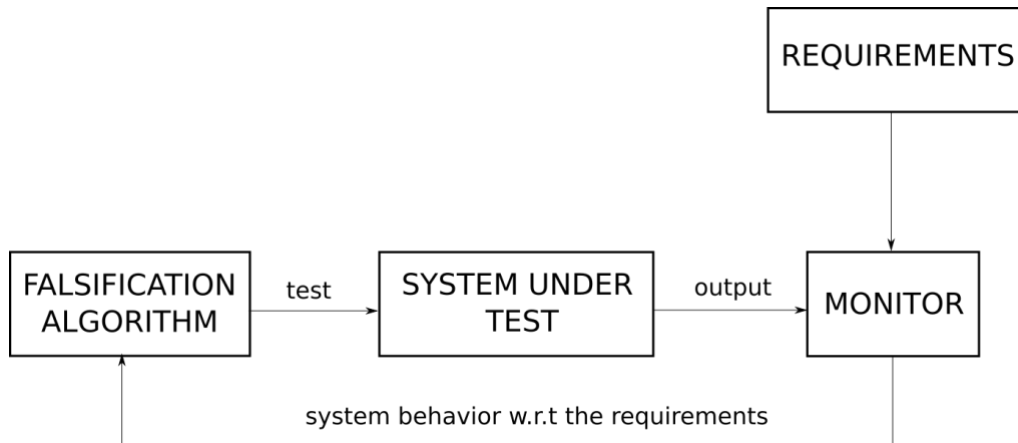 REQUIREMENTS
FALSIFICATION
ALGORITHM
test
SYSTEM UNDER
TEST
output
MONITOR
system behavior w.r.t the requirements